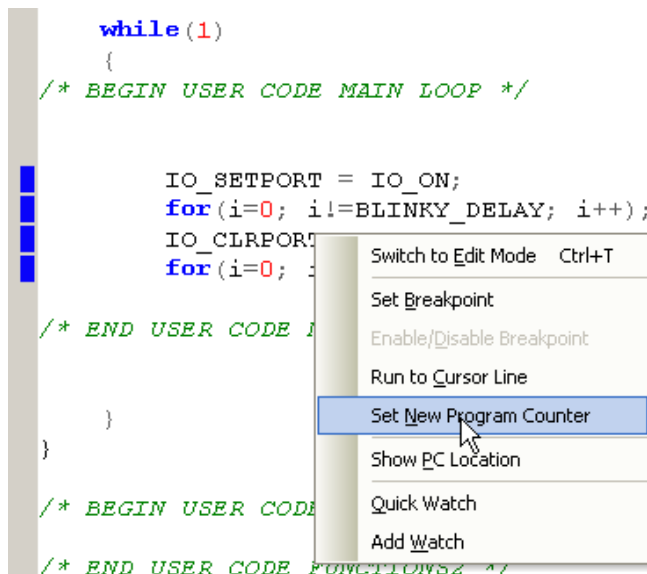 while(1)
{
/* BEGIN USER CODE MAIN LOOP */
IO_SETPORT = IO_ON;
for(i=0; i!=BLINKY_DELAY; i++);
IO_CLRPORT
for(i=0;
/* END USER CODE
}
}
/* BEGIN USER CODE
/* END USER CODE FUNCTIONS2 */
Switch to Edit Mode Ctrl+T
Set Breakpoint
Enable/Disable Breakpoint
Run to Cursor Line
Set New Program Counter
Show PC Location
Quick Watch
Add Watch